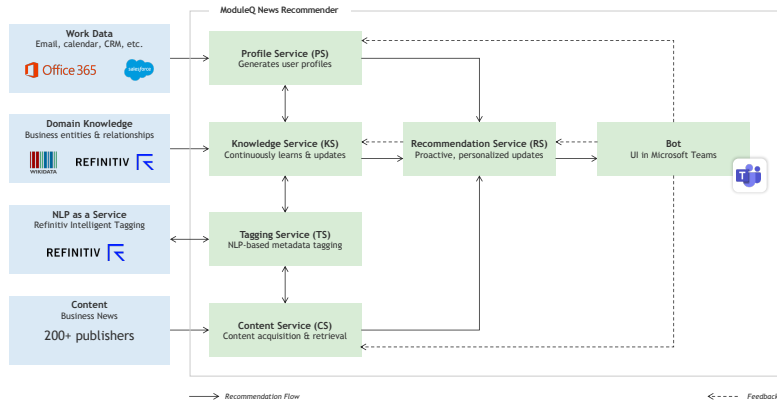 ModuleQ News Recommender
Work Data
Email, calendar, CRM, etc.
Office 365
salesforce
Profile Service (PS)
Generates user profiles
Domain Knowledge
Business entities & relationships
WIKIDATA
REFINITIV
Knowledge Service (KS)
Continuously learns & updates
Recommendation Service (RS)
Proactive, personalized updates
Bot
UI in Microsoft Teams
T
NLP as a Service
Refinitiv Intelligent Tagging
REFINITIV
Tagging Service (TS)
NLP-based metadata tagging
Content
Business News
200+ publishers
Content Service (CS)
Content acquisition & retrieval
Recommendation Flow
Feedback